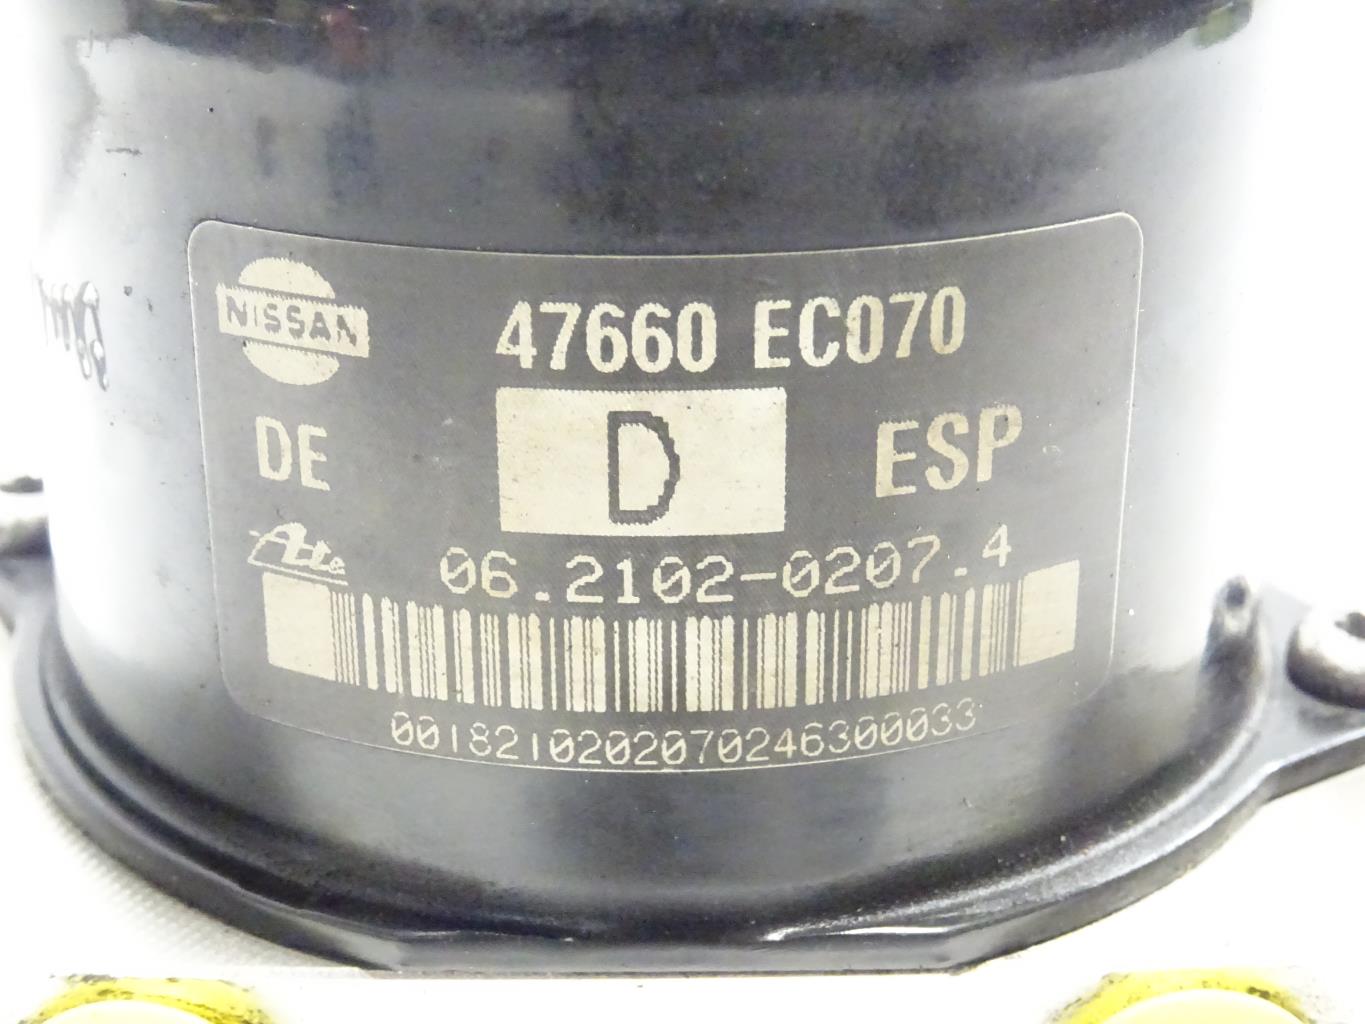 NISSAN
47660 EC070
DE D ESP
Ate 06.2102-0207.4
00182102020702463000033